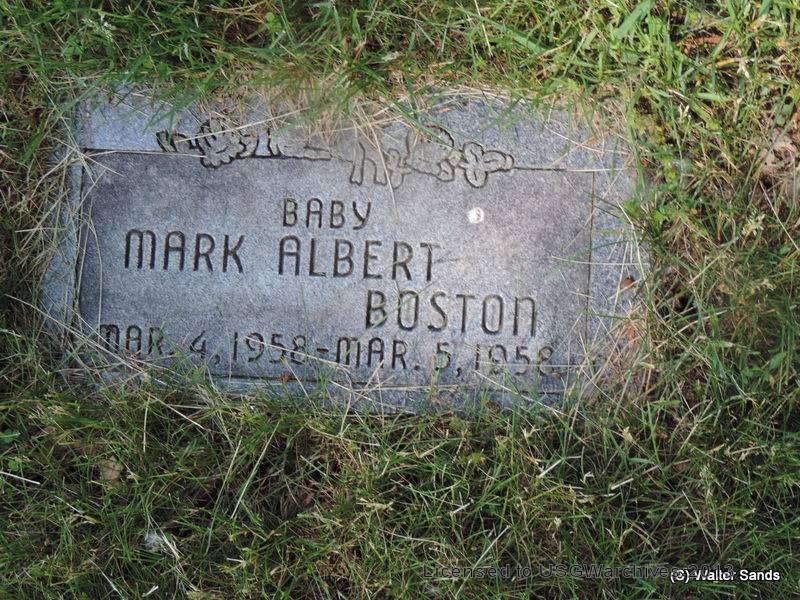 BABY
MARK ALBERT
BOSTON
MAR. 4, 1958-MAR. 5, 1958
Licensed to USGWarchives 2013
(C) Walter Sands